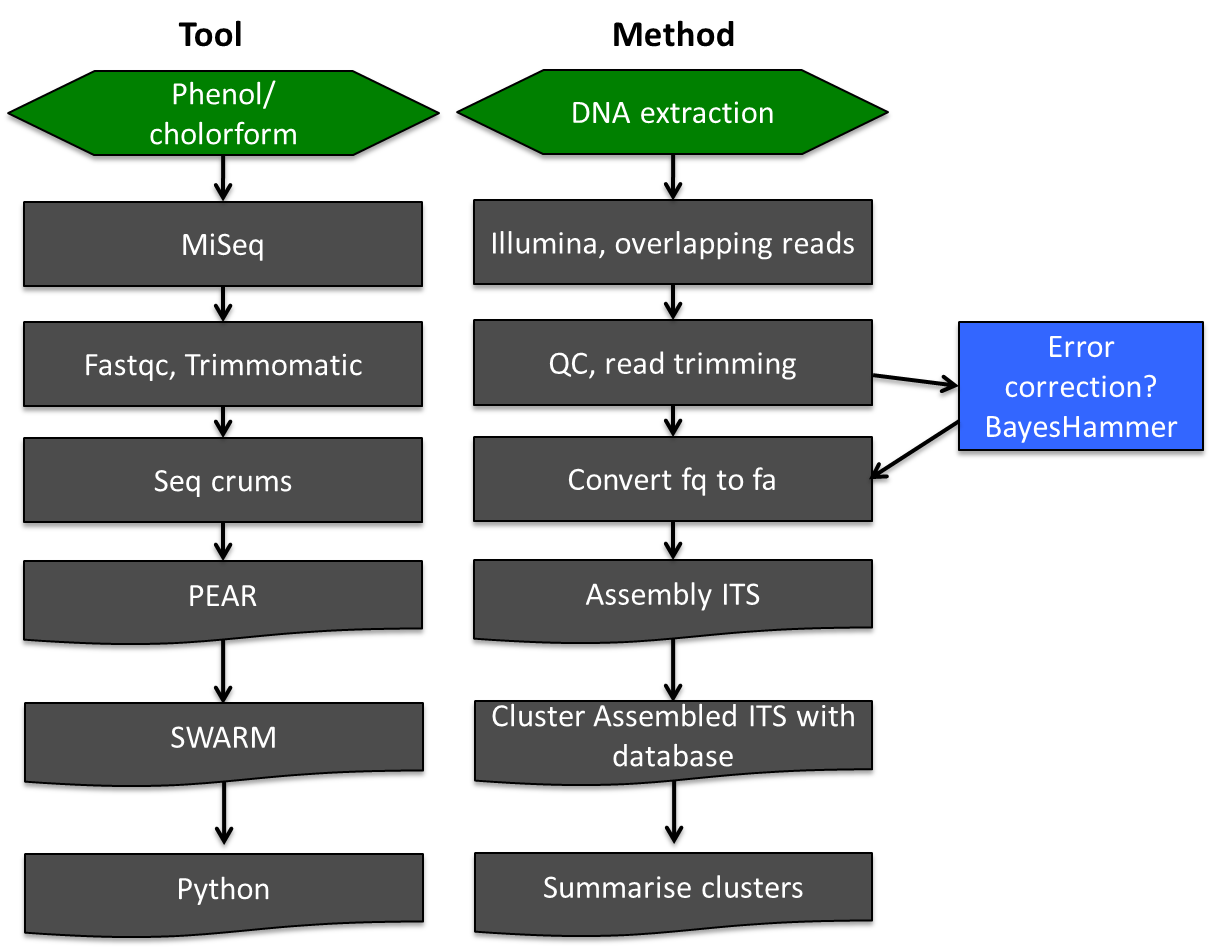 Tool
Method
Phenol/
cholorform
DNA extraction
MiSeq
Illumina, overlapping reads
Fastqc, Trimmomatic
QC, read trimming
Error
correction?
BayesHammer
Seq crums
Convert fq to fa
PEAR
Assembly ITS
SWARM
Cluster Assembled ITS with
database
Python
Summarise clusters